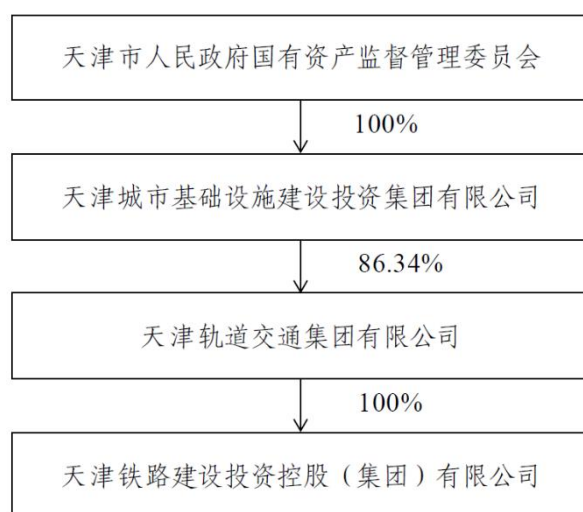 天津市人民政府国有资产监督管理委员会
100%
天津城市基础设施建设投资集团有限公司
86.34%
天津轨道交通集团有限公司
100%
天津铁路建设投资控股（集团）有限公司